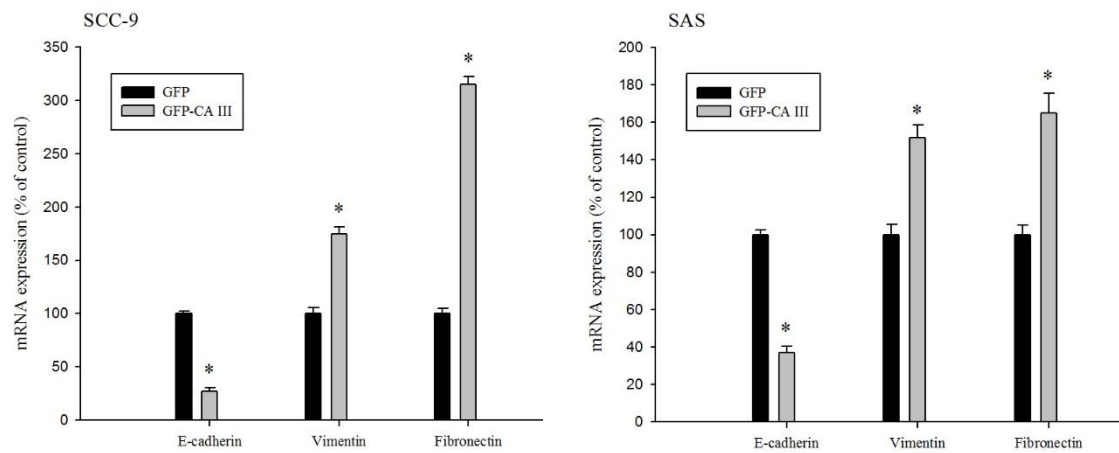 SCC-9
mRNA expression (% of control)
350
300
250
200
150
100
50
0
GFP
GFP-CA III
*
*
*
E-cadherin Vimentin Fibronectin
SAS
mRNA expression (% of control)
200
180
160
140
120
100
80
60
40
20
0
GFP
GFP-CA III
*
*
*
E-cadherin Vimentin Fibronectin